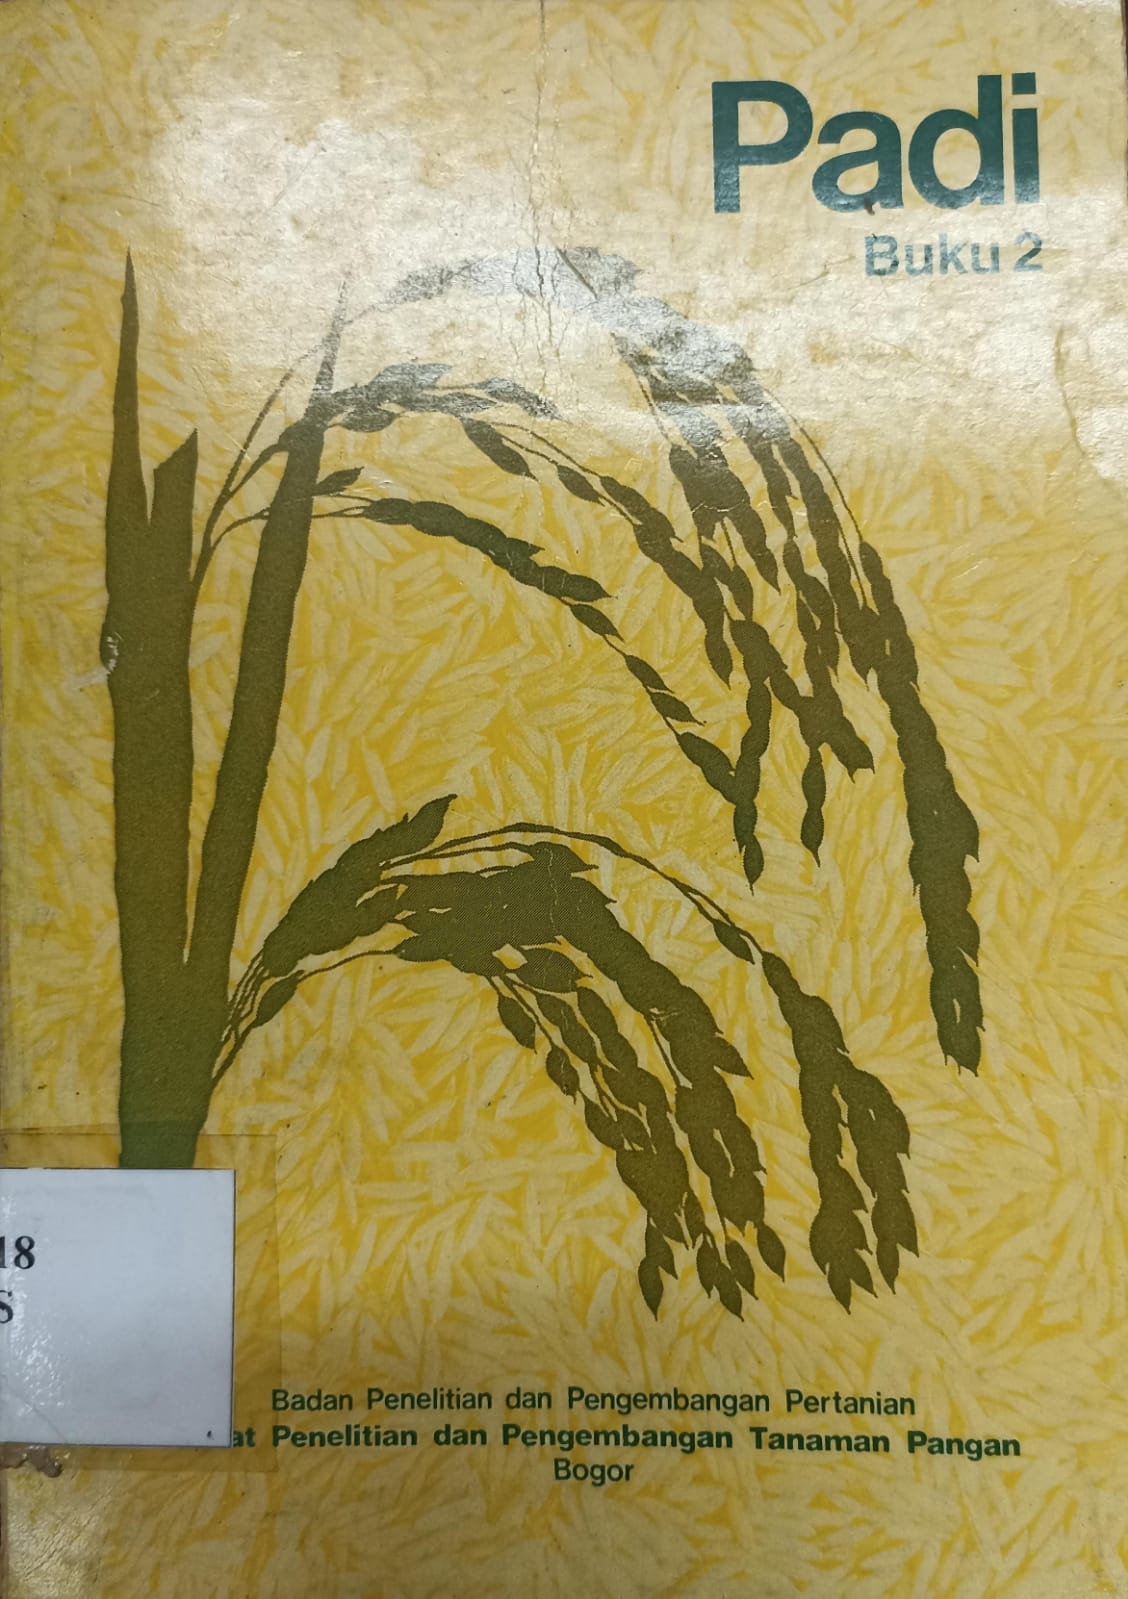 Padi
Buku 2
18
S
Badan Penelitian dan Pengembangan Pertanian
at Penelitian dan Pengembangan Tanaman Pangan
Bogor